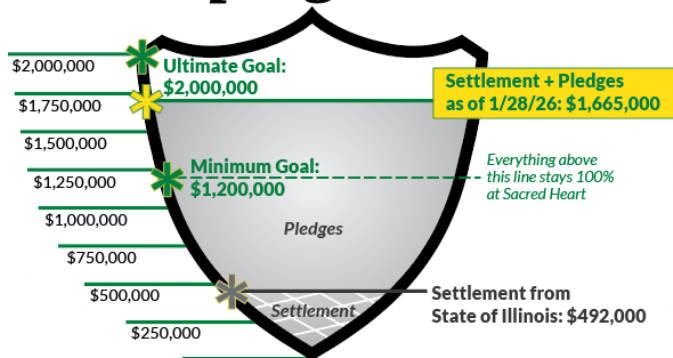 $2,000,000
Ultimate Goal:
$2,000,000
Settlement + Pledges
as of 1/28/26: $1,665,000
$1,750,000
$1,500,000
Minimum Goal:
$1,200,000
Everything above
this line stays 100%
at Sacred Heart
$1,250,000
$1,000,000
Pledges
$750,000
$500,000
Settlement from
State of Illinois: $492,000
Settlement
$250,000